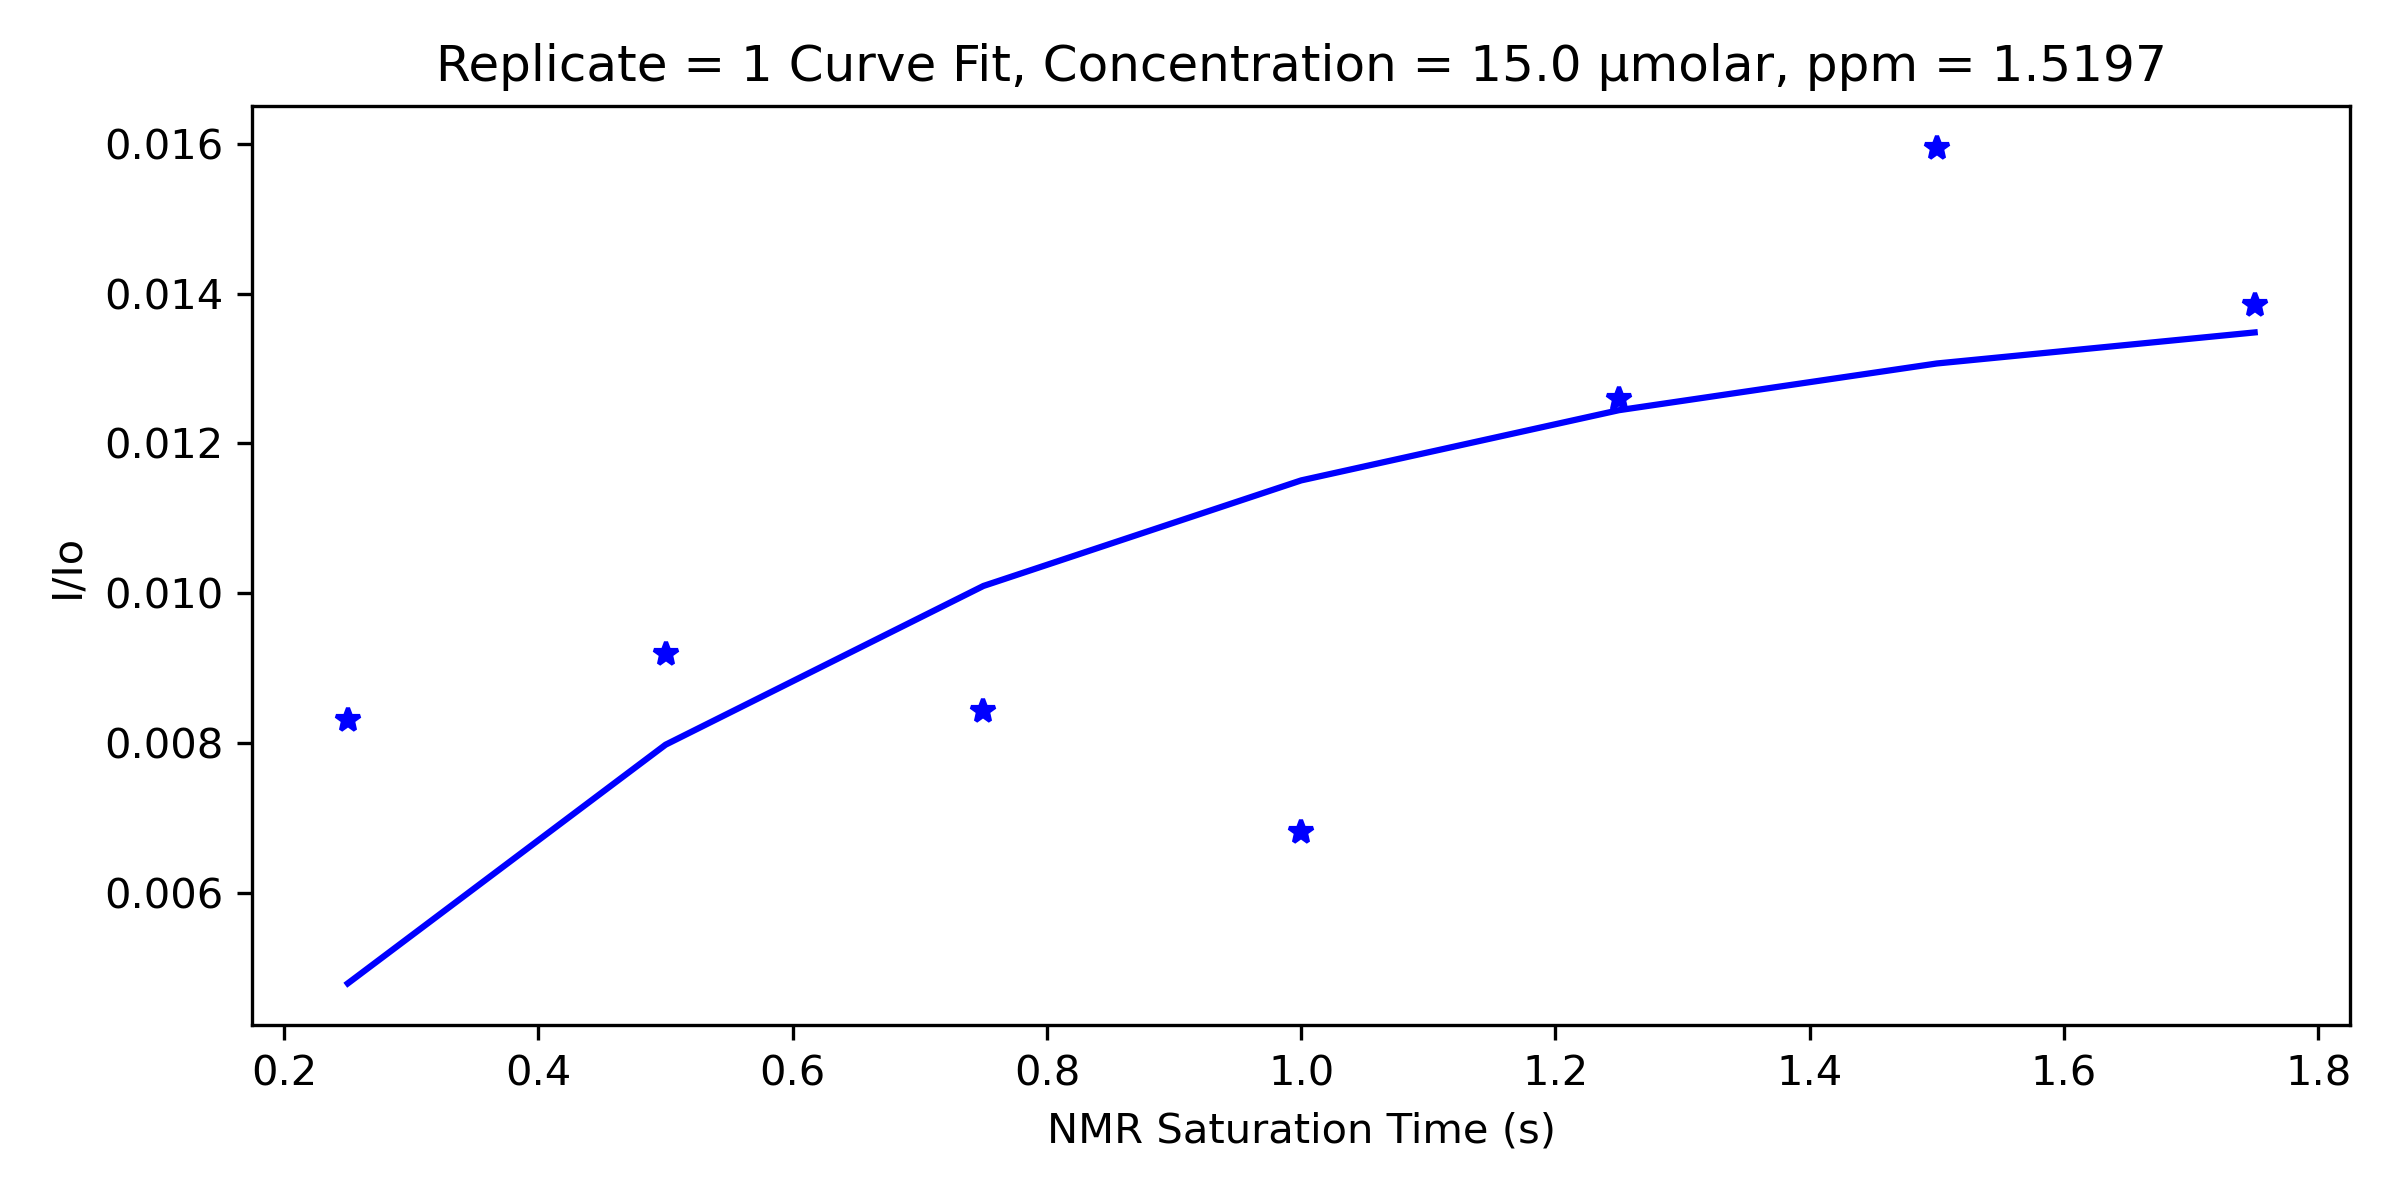 Replicate = 1 Curve Fit, Concentration = 15.0 μmolar, ppm = 1.5197
0.016
0.014
0.012
0.010
0.008
0.006
I/Io
0.2 0.4 0.6 0.8 1.0 1.2 1.4 1.6 1.8
NMR Saturation Time (s)